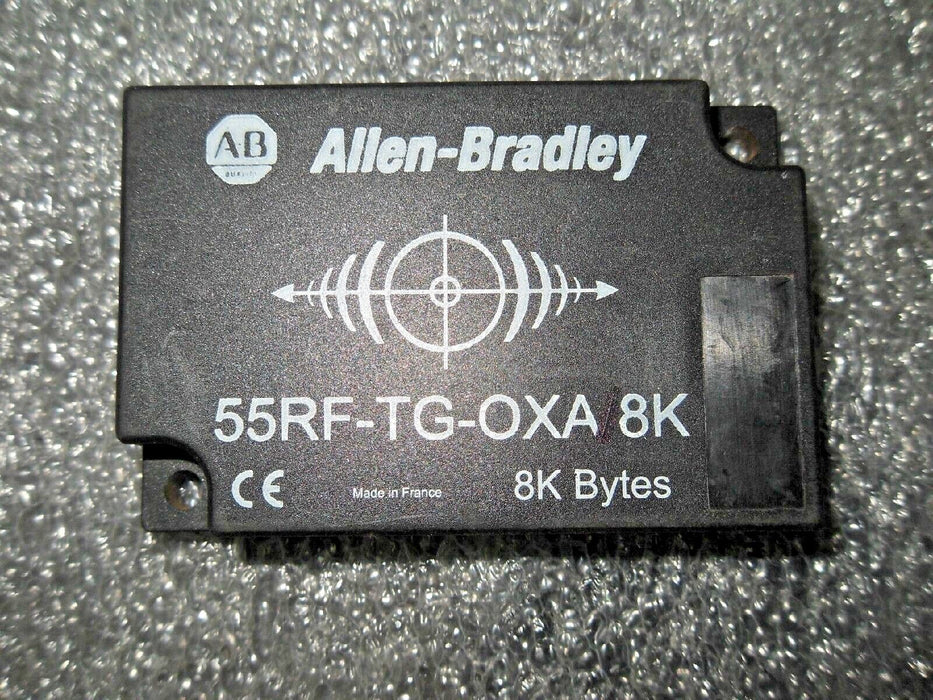 AB
Allen-Bradley
55RF-TG-OXA/8K
CE
Made in France
8K Bytes